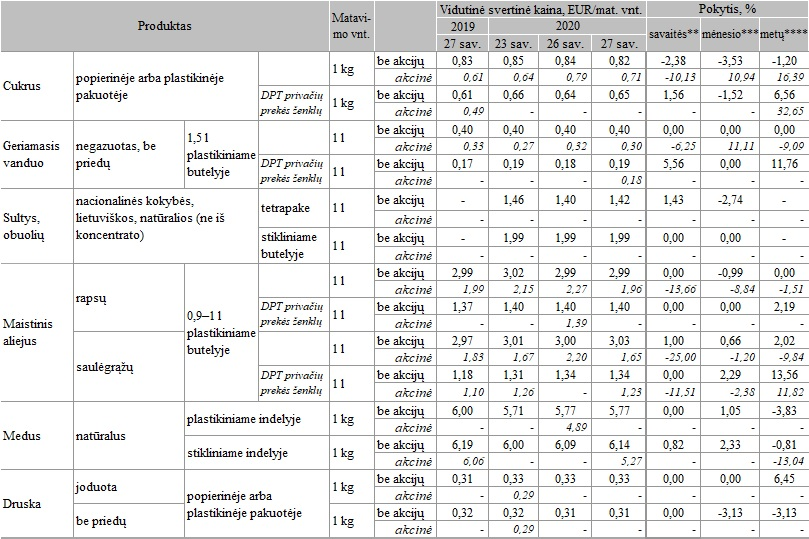 Produktas Matavi- Vidutinė svertinė kaina, EUR/mat. vnt. Pokytis, %
mo vnt. 2019 2020 savaitės** mėnesio*** metų****
27 sav. 23 sav. 26 sav. 27 sav.
Cukrus popierinėje arba plastikinėje pakuotėje 1 kg be akcijų 0,83 0,85 0,84 0,82 -2,38 -3,53 -1,20
akcinė 0,61 0,64 0,79 0,71 -10,13 10,94 16,39
DPT privačių prekės ženklų 1 kg be akcijų 0,61 0,66 0,64 0,65 1,56 -1,52 6,56
akcinė 0,49 - - - - - 32,65
Geriamasis vanduo negazuotas, be priedų 1,5 l plastikiniame butelyje 1 l be akcijų 0,40 0,40 0,40 0,40 0,00 0,00 0,00
akcinė 0,33 0,27 0,32 0,30 -6,25 11,11 -9,09
DPT privačių prekės ženklų 1 l be akcijų 0,17 0,19 0,18 0,19 5,56 0,00 11,76
akcinė - - - 0,18 - - -
Sultys, obuolių nacionalinės kokybės, lietuviškos, natūralios (ne iš koncentrato) tetrapake 1 l be akcijų - 1,46 1,40 1,42 1,43 -2,74 -
akcinė - - - - - - -
stikliniame butelyje 1 l be akcijų - 1,99 1,99 1,99 0,00 0,00 -
akcinė - - - - - - -
Maistinis aliejus rapsų 0,9–1 l plastikiniame butelyje 1 l be akcijų 2,99 3,02 2,99 2,99 0,00 -0,99 0,00
akcinė 1,99 2,15 2,27 1,96 -13,66 -8,84 -1,51
DPT privačių prekės ženklų 1 l be akcijų 1,37 1,40 1,40 1,40 0,00 0,00 2,19
akcinė - - 1,39 - - - -
saulėgrąžų 1 l be akcijų 2,97 3,01 3,00 3,03 1,00 0,66 2,02
akcinė 1,83 1,67 2,20 1,65 -25,00 -1,20 -9,84
DPT privačių prekės ženklų 1 l be akcijų 1,18 1,31 1,34 1,34 0,00 2,29 13,56
akcinė 1,10 1,26 - 1,23 -11,51 -2,38 11,82
Medus natūralus plastikiniame indelyje 1 kg be akcijų 6,00 5,71 5,77 5,77 0,00 1,05 -3,83
akcinė - - 4,89 - - - -
stikliniame indelyje 1 kg be akcijų 6,19 6,00 6,09 6,14 0,82 2,33 -0,81
akcinė 6,06 - - 5,27 - - -13,04
Druska joduota popierinėje arba plastikinėje pakuotėje 1 kg be akcijų 0,31 0,33 0,33 0,33 0,00 0,00 6,45
akcinė - 0,29 - - - - -
be priedų 1 kg be akcijų 0,32 0,32 0,31 0,31 0,00 -3,13 -3,13
akcinė - 0,29 - - - - -